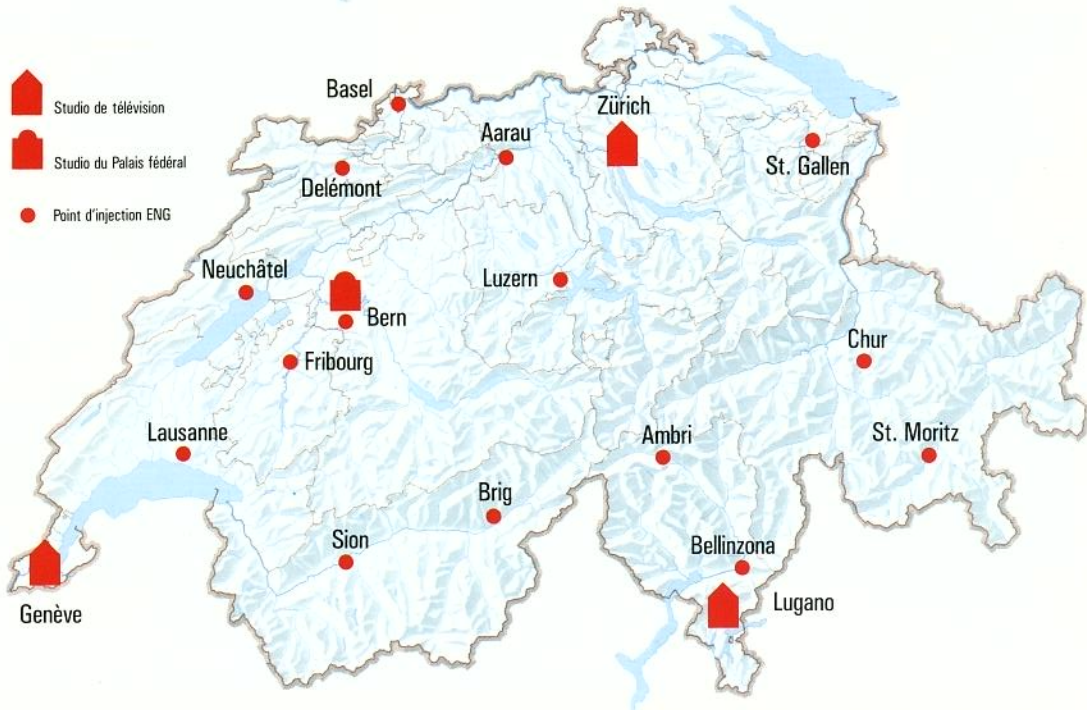 Studio de télévision
Studio du Palais fédéral
Point d'injection ENG
Basel
Zürich
Aarau
St. Gallen
Delémont
Neuchâtel
Luzern
Bern
Fribourg
Chur
Lausanne
Ambri
St. Moritz
Brig
Sion
Bellinzona
Lugano
Genève